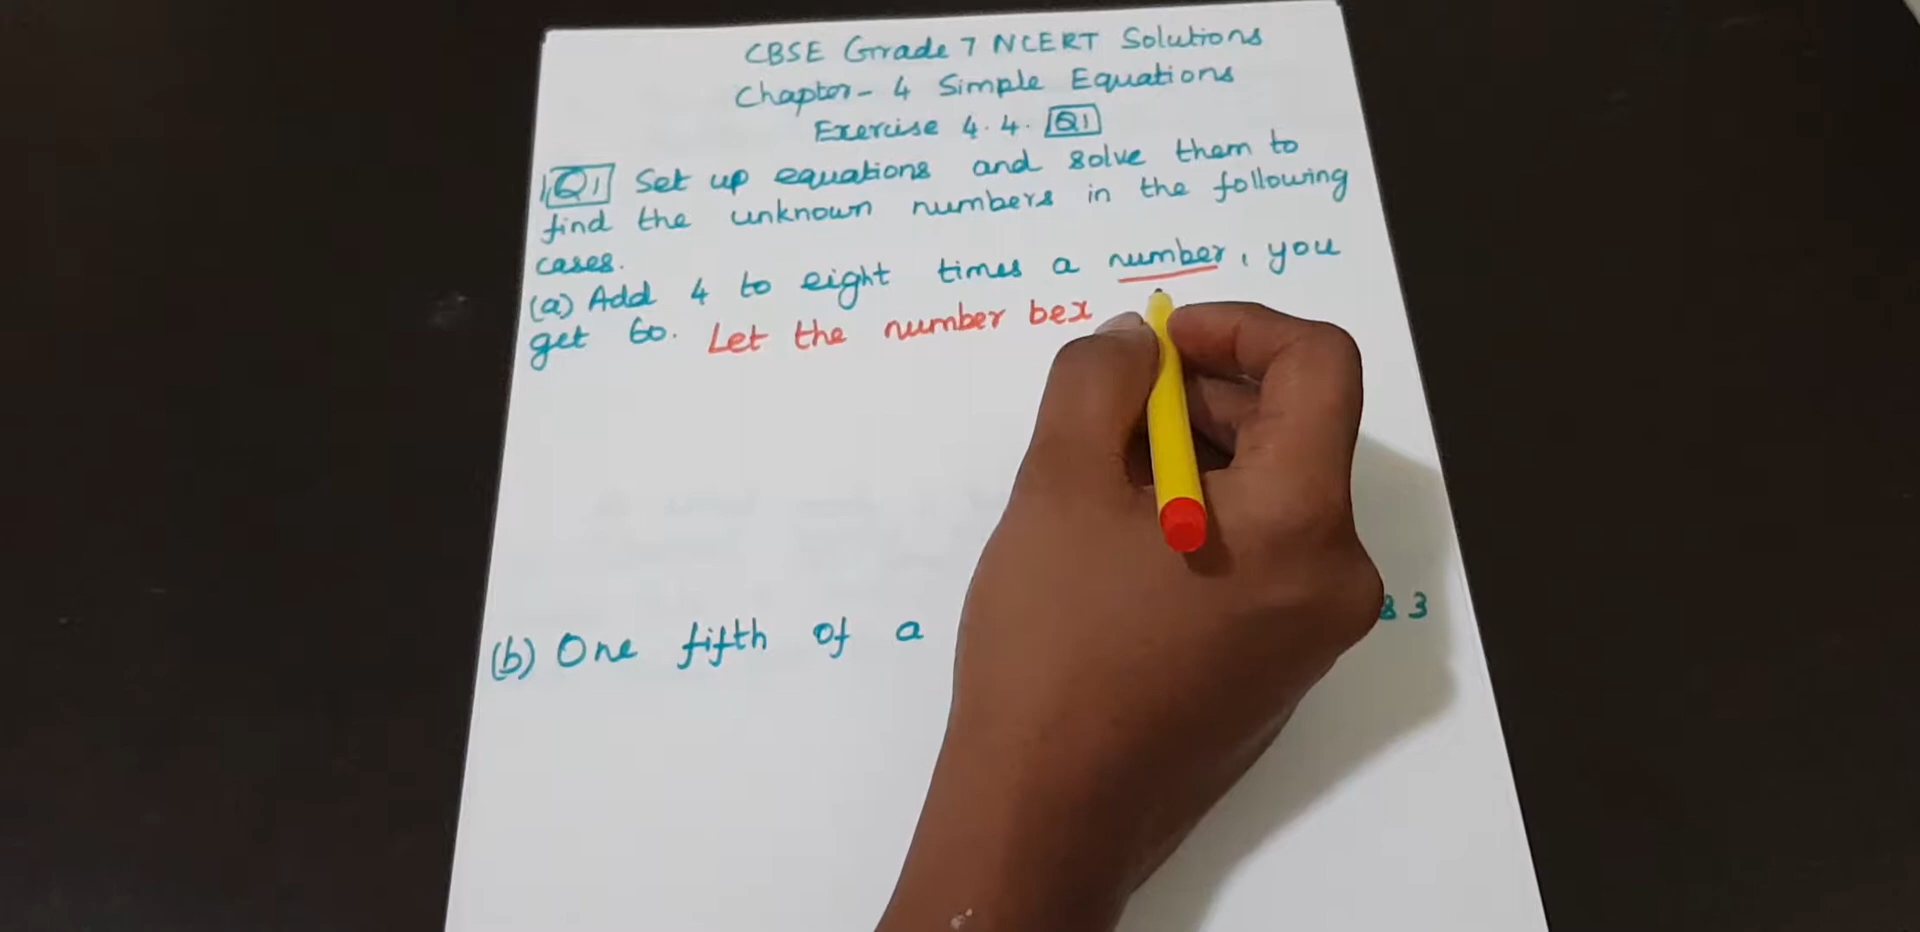 CBSE Grade 7 NCERT Solutions
Chapter - 4 Simple Equations
Exercise 4.4. Q1
Q1 Set up equations and solve them to
find the unknown numbers in the following
cases.
(a) Add 4 to eight times a number, you
get 60. Let the number be x
(b) One fifth of a 3